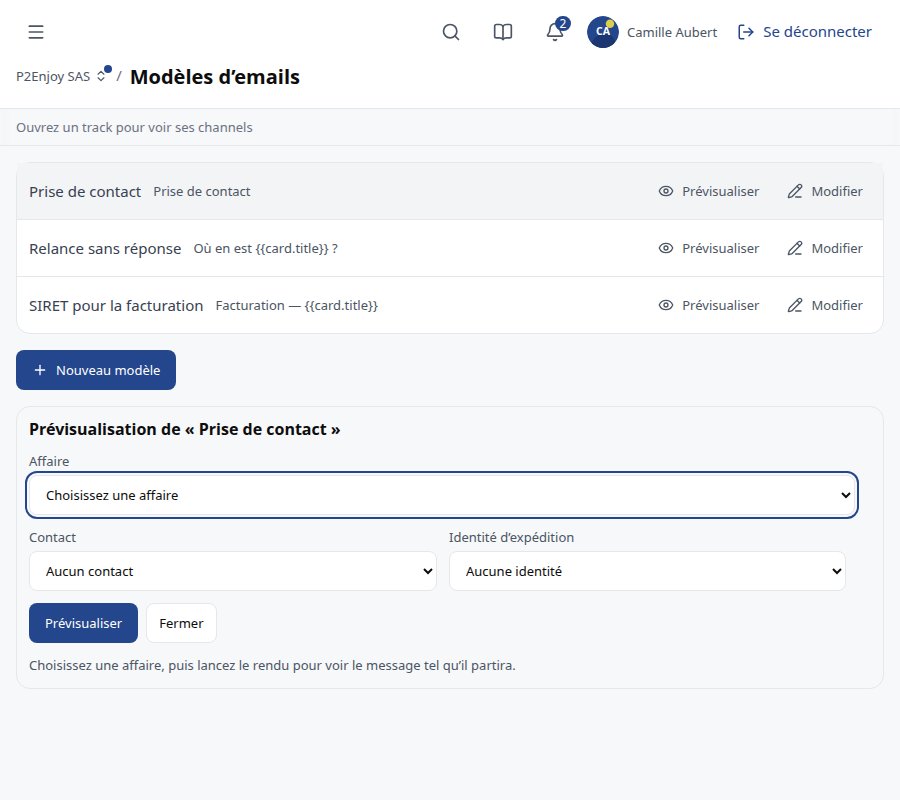 2
CA
Camille Aubert
Se déconnecter
P2Enjoy SAS / Modèles d’emails
Ouvrez un track pour voir ses channels
Prise de contact Prise de contact Prévisualiser Modifier
Relance sans réponse Où en est {{card.title}} ? Prévisualiser Modifier
SIRET pour la facturation Facturation — {{card.title}} Prévisualiser Modifier
Nouveau modèle
Prévisualisation de « Prise de contact »
Affaire
Choisissez une affaire
Contact Identité d’expédition
Aucun contact Aucune identité
Prévisualiser Fermer
Choisissez une affaire, puis lancez le rendu pour voir le message tel qu’il partira.